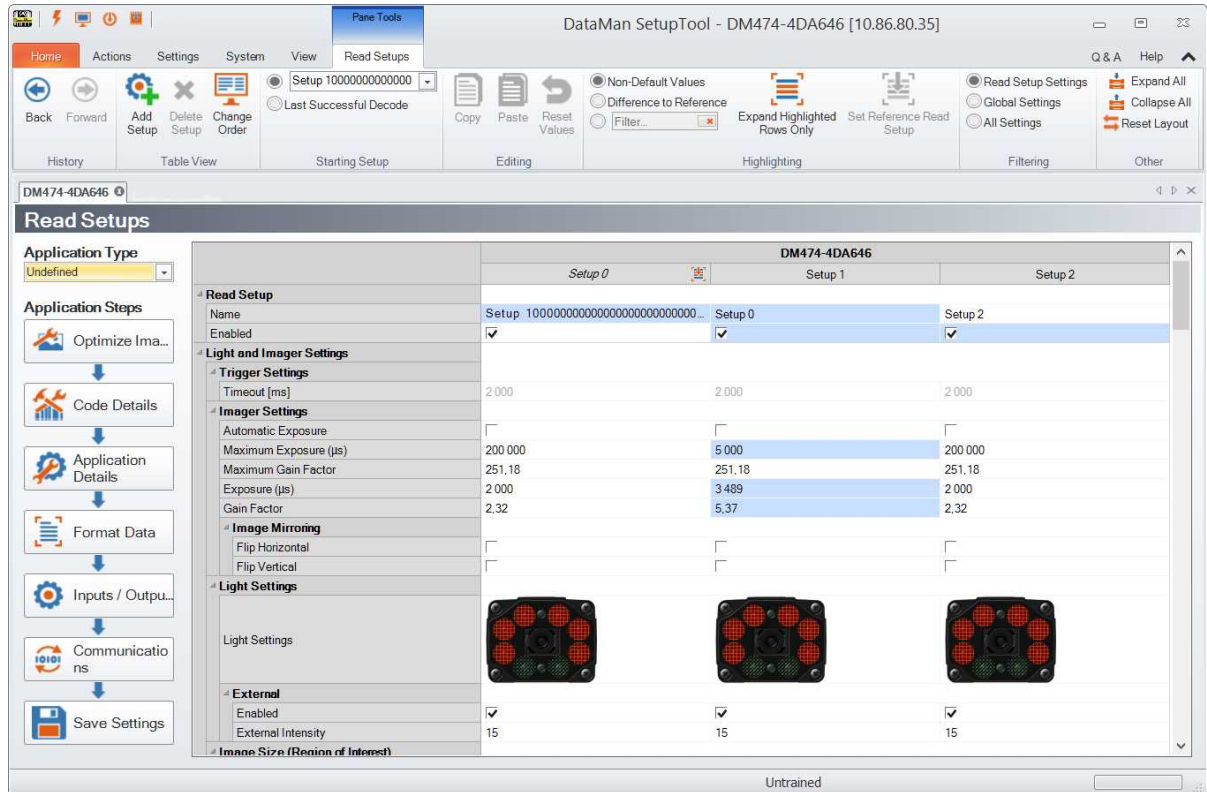 Pane Tools
DataMan SetupTool - DM474-4DA646 [10.86.80.35]
Home Actions Settings System View Read Setups Q & A Help
Back Forward
History
Add Setup Delete Setup Change Order
Table View
Setup 10000000000000
Last Successful Decode
Starting Setup
Copy Paste Reset Values
Editing
Non-Default Values
Difference to Reference
Filter...
Expand Highlighted Rows Only
Set Reference Read Setup
Highlighting
Read Setup Settings
Global Settings
All Settings
Filtering
Expand All
Collapse All
Reset Layout
Other
DM474-4DA646
Read Setups
Application Type
Undefined
Application Steps
Optimize Ima...
Code Details
Application Details
Format Data
Inputs / Outpu...
Communicatio
ns
Save Settings
DM474-4DA646
Setup 0 Setup 1 Setup 2
Read Setup
Name Setup 0 Setup 2
Enabled
Light and Imager Settings
Trigger Settings
Timeout [ms] 2 000 2 000 2 000
Imager Settings
Automatic Exposure
Maximum Exposure (µs) 200 000 5 000 200 000
Maximum Gain Factor 251,18 251,18 251,18
Exposure (µs) 2 000 3 489 2 000
Gain Factor 2,32 5,37 2,32
Image Mirroring
Flip Horizontal
Flip Vertical
Light Settings
Light Settings
External
Enabled
External Intensity 15 15 15
Image Size (Region of Interest)
Untrained